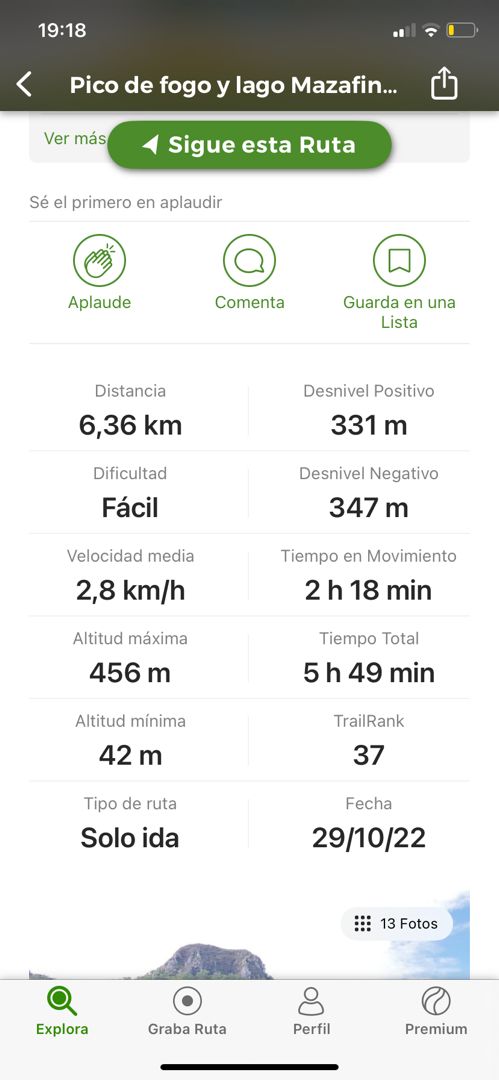 19:18
Pico de fogo y lago Mazafin...
Ver más
Sigue esta Ruta
Sé el primero en aplaudir
Aplaude
Comenta
Guarda en una
Lista
Distancia
Desnivel Positivo
6,36 km
331 m
Dificultad
Desnivel Negativo
Fácil
347 m
Velocidad media
Tiempo en Movimiento
2,8 km/h
2 h 18 min
Altitud máxima
Tiempo Total
456 m
5 h 49 min
Altitud mínima
TrailRank
42 m
37
Tipo de ruta
Fecha
Solo ida
29/10/22
13 Fotos
Explora
Graba Ruta
Perfil
Premium